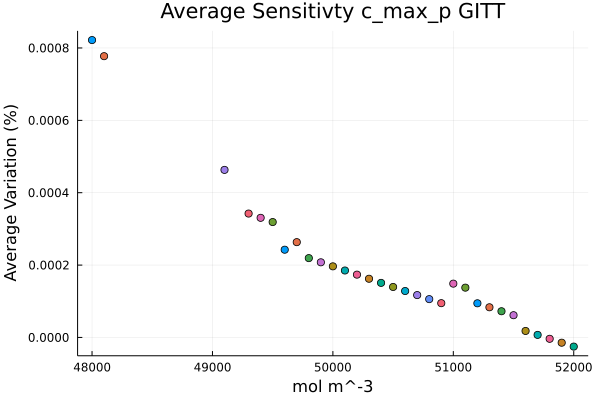 Average Sensitivty c_max_p GITT
Average Variation (%)
0.0008
0.0006
0.0004
0.0002
0.0000
48000 49000 50000 51000 52000
mol m^-3